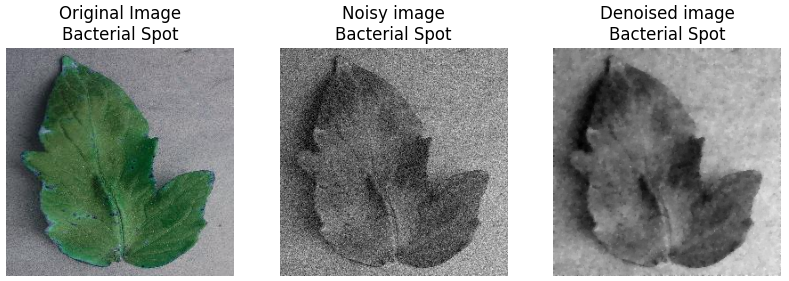 Original Image
Bacterial Spot
Noisy image
Bacterial Spot
Denoised image
Bacterial Spot